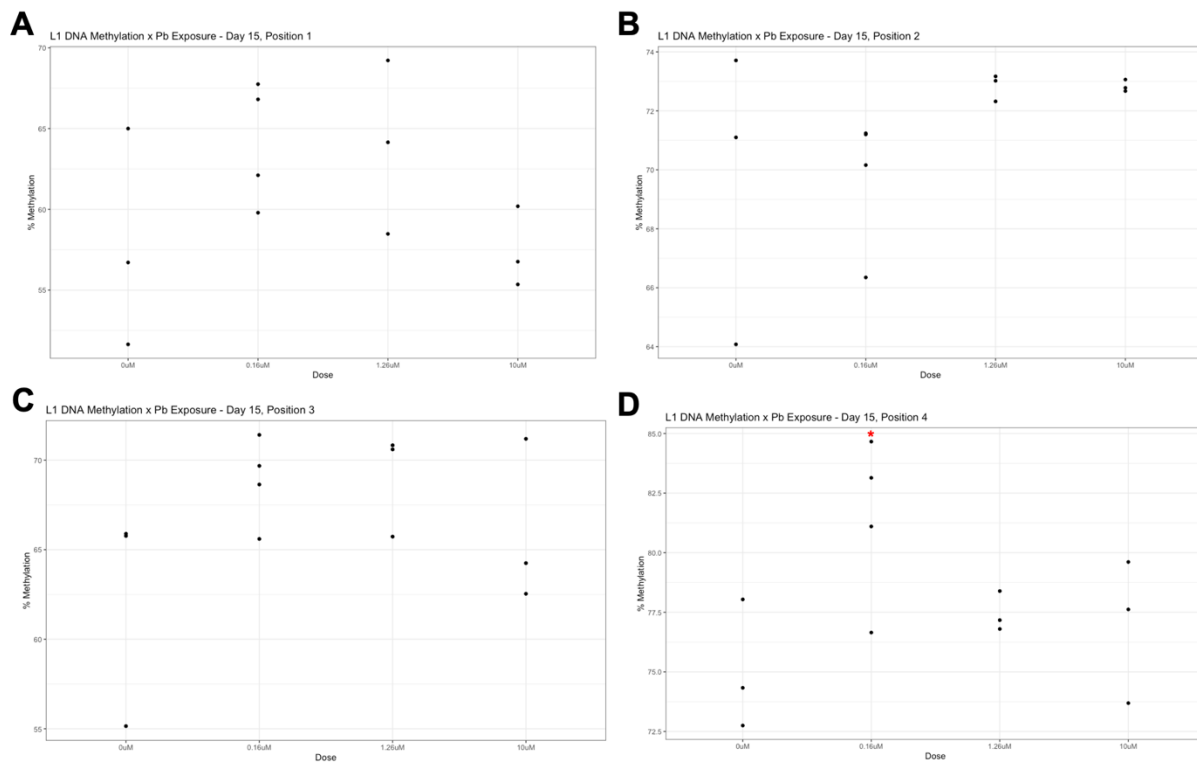 A
L1 DNA Methylation x Pb Exposure - Day 15, Position 1
70
65
60
55
% Methylation
0uM
0.16uM
1.26uM
10uM
Dose
B
L1 DNA Methylation x Pb Exposure - Day 15, Position 2
74
72
70
68
66
64
% Methylation
0uM
0.16uM
1.26uM
10uM
Dose
C
L1 DNA Methylation x Pb Exposure - Day 15, Position 3
70
65
60
55
% Methylation
0uM
0.16uM
1.26uM
10uM
Dose
D
L1 DNA Methylation x Pb Exposure - Day 15, Position 4
85.0
*
82.5
80.0
77.5
75.0
72.5
% Methylation
0uM
0.16uM
1.26uM
10uM
Dose